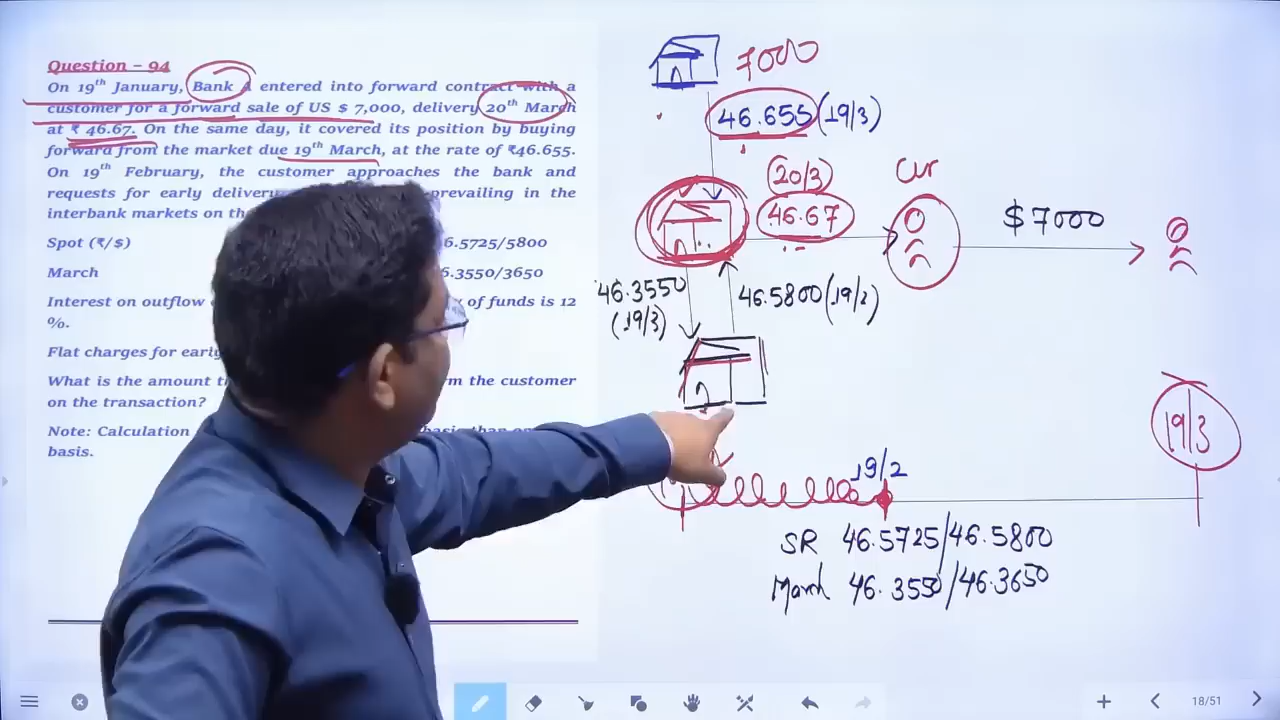 Question – 94
On 19th January, Bank A entered into forward contract with a
customer for a forward sale of US $ 7,000, delivery 20th March
at ₹ 46.67. On the same day, it covered its position by buying
forward from the market due 19th March, at the rate of ₹46.655.
On 19th February, the customer approaches the bank and
requests for early delivery prevailing in the
interbank markets on
Spot (₹/$) 6.5725/5800
March 6.3550/3650
Interest on outflow of funds is 12
%.
Flat charges for
What is the amount the customer
on the transaction?
Note: Calculation
basis.
7000
46.655 (19/3)
(20/3)
46.67
cur
$ 7000
46.3550
(19/3)
46.5800 (19/2)
19/2
19/3
SR 46.5725/46.5800
March 46.3550/46.3650
18/51